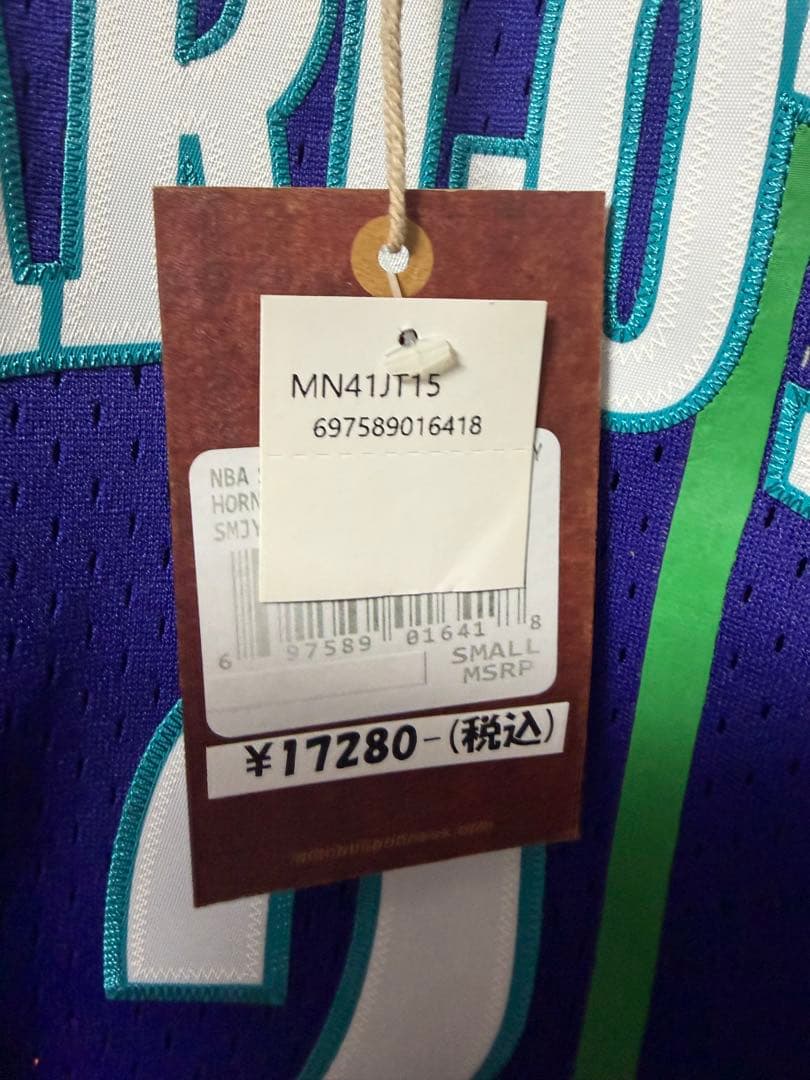 MN41JT15
697589016418
NBA
HORN
SMJY
6 97589 01641 8
SMALL
MSRP
¥17280-(税込)